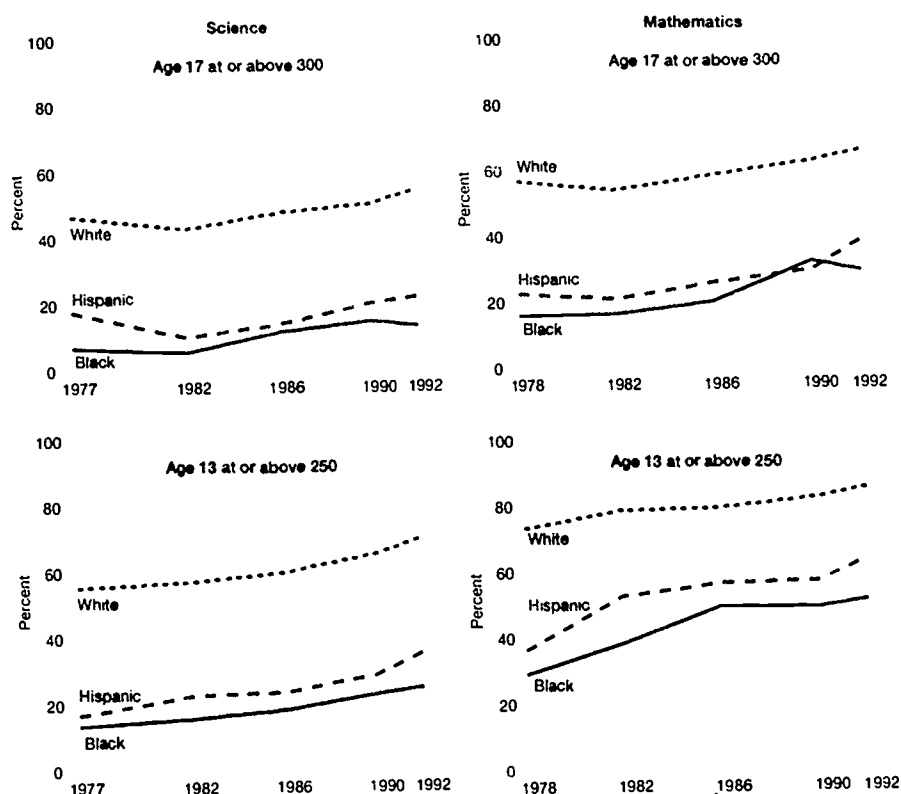 Science
Age 17 at or above 300
100
80
60
40
20
0
Percent
White
Hispanic
Black
1977 1982 1986 1990 1992
Mathematics
Age 17 at or above 300
100
80
60
40
20
0
Percent
White
Hispanic
Black
1978 1982 1986 1990 1992
Age 13 at or above 250
100
80
60
40
20
0
Percent
White
Hispanic
Black
1977 1982 1986 1990 1992
Age 13 at or above 250
100
80
60
40
20
0
Percent
White
Hispanic
Black
1978 1982 1986 1990 1992